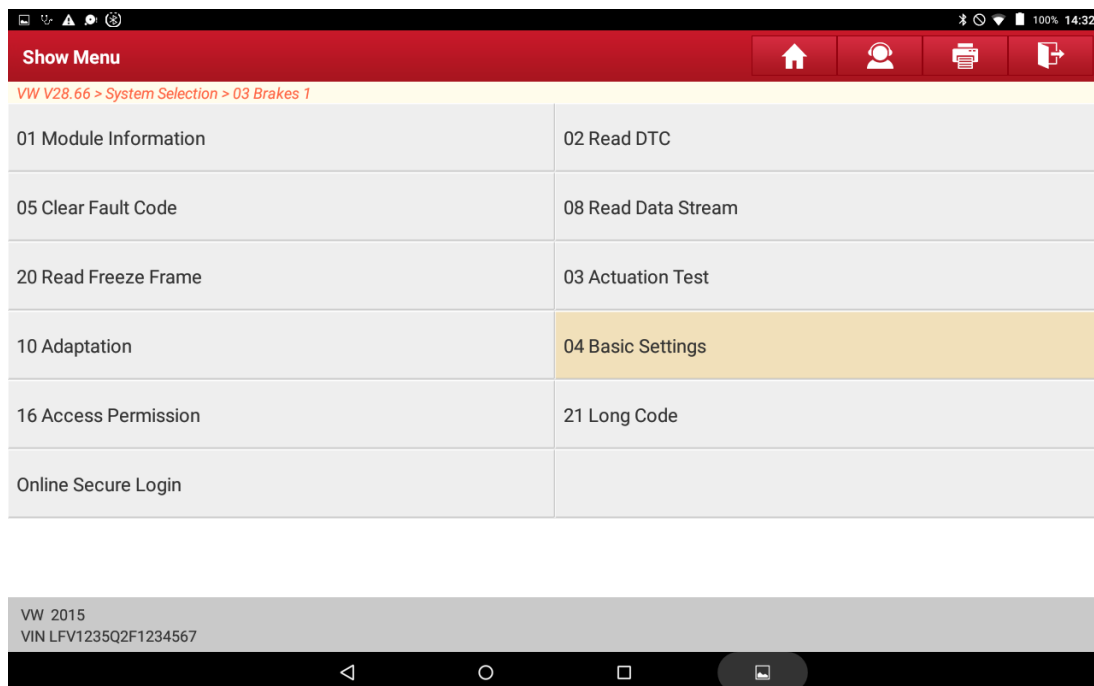 100% 14:32
Show Menu
VW V28.66 > System Selection > 03 Brakes 1
01 Module Information
02 Read DTC
05 Clear Fault Code
08 Read Data Stream
20 Read Freeze Frame
03 Actuation Test
10 Adaptation
04 Basic Settings
16 Access Permission
21 Long Code
Online Secure Login
VW 2015
VIN LFV1235Q2F1234567